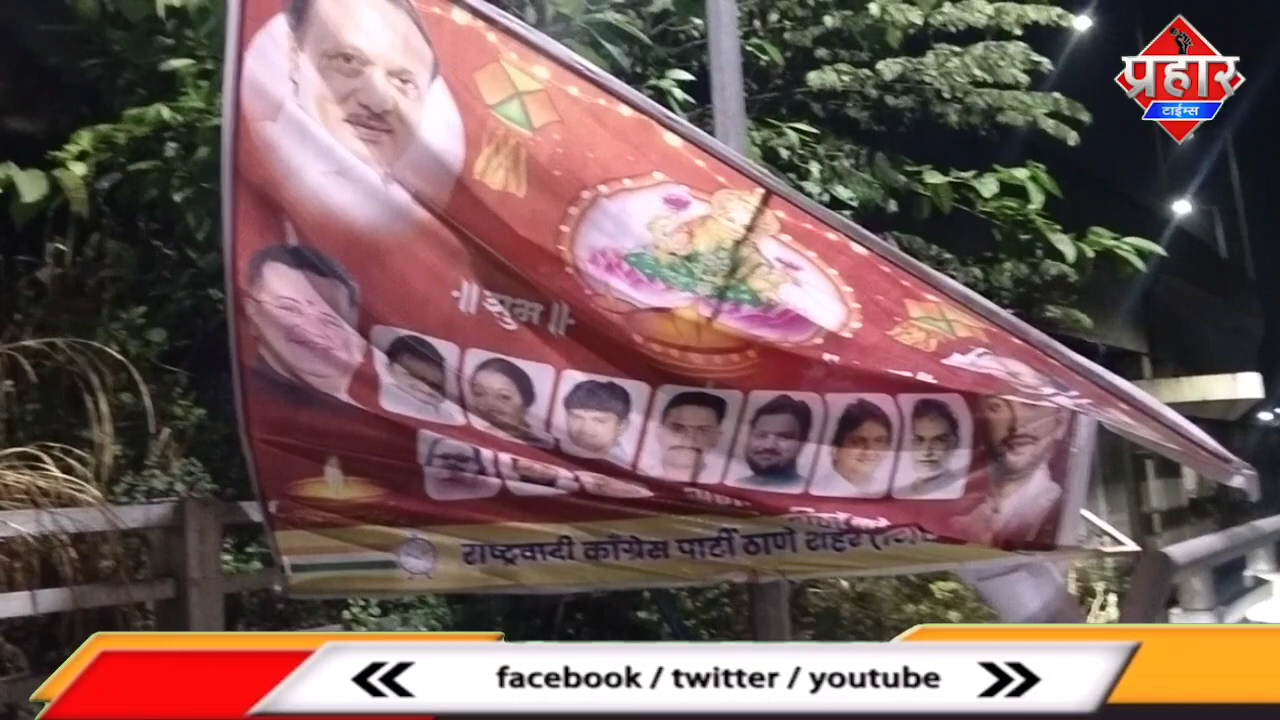 प्रहार
टाईम्स
॥ शुभ ॥
राष्ट्रवादी काँग्रेस पार्टी ठाणे शहर
facebook / twitter / youtube